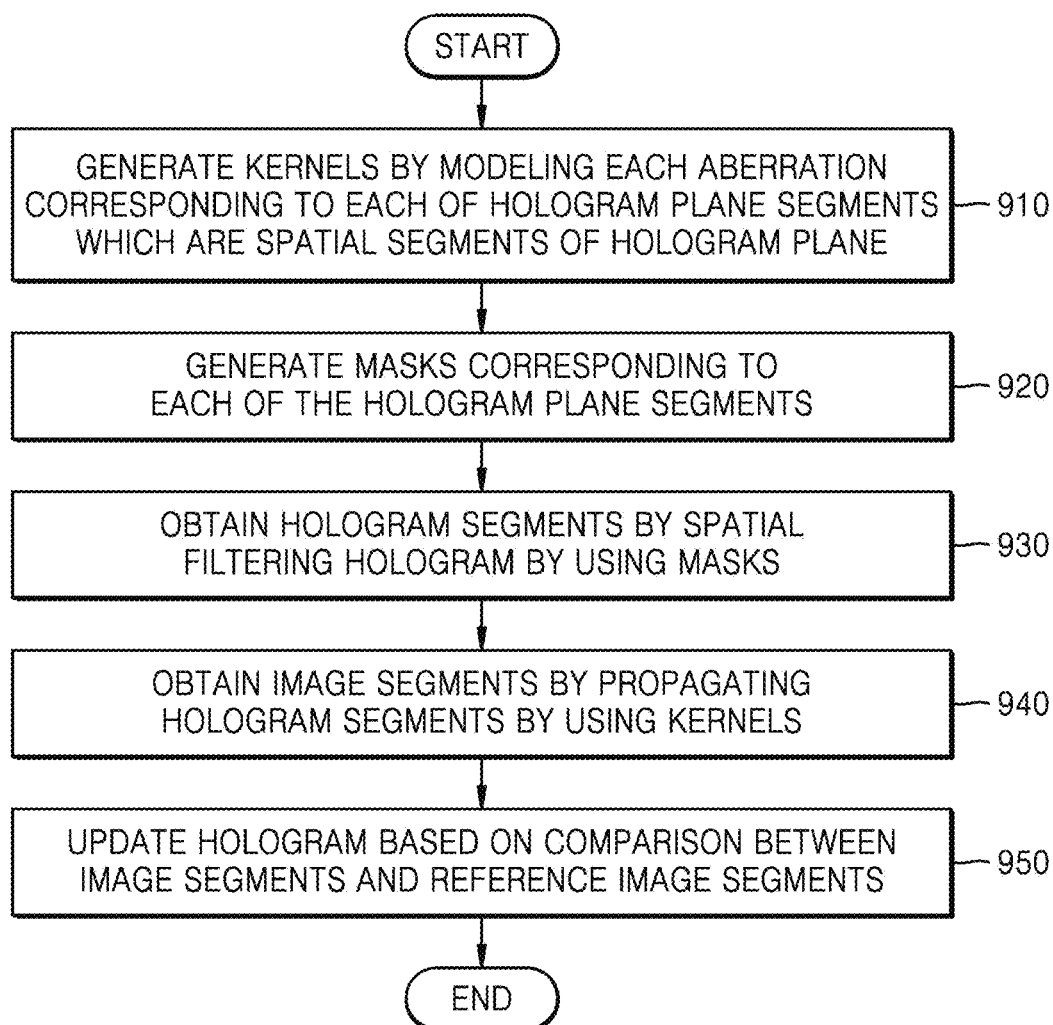 START
GENERATE KERNELS BY MODELING EACH ABERRATION
CORRESPONDING TO EACH OF HOLOGRAM PLANE SEGMENTS
WHICH ARE SPATIAL SEGMENTS OF HOLOGRAM PLANE
910
GENERATE MASKS CORRESPONDING TO
EACH OF THE HOLOGRAM PLANE SEGMENTS
920
OBTAIN HOLOGRAM SEGMENTS BY SPATIAL
FILTERING HOLOGRAM BY USING MASKS
930
OBTAIN IMAGE SEGMENTS BY PROPAGATING
HOLOGRAM SEGMENTS BY USING KERNELS
940
UPDATE HOLOGRAM BASED ON COMPARISON BETWEEN
IMAGE SEGMENTS AND REFERENCE IMAGE SEGMENTS
950
END